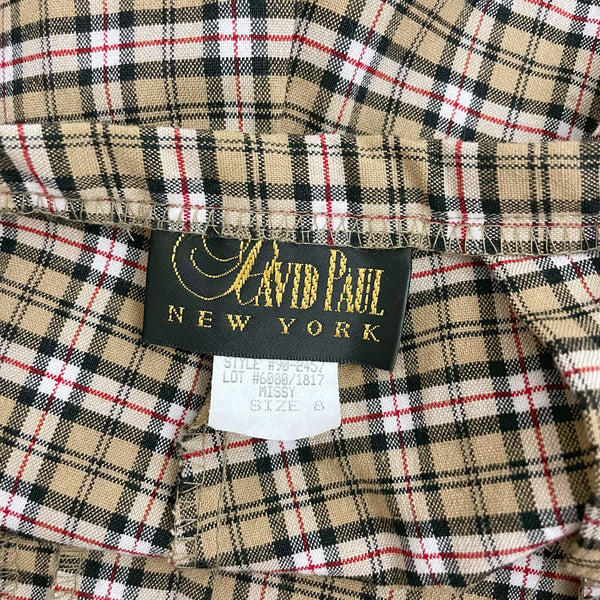 David Paul
NEW YORK
STYLE #90-2457
LOT #6000/1817
MISSY
SIZE 8